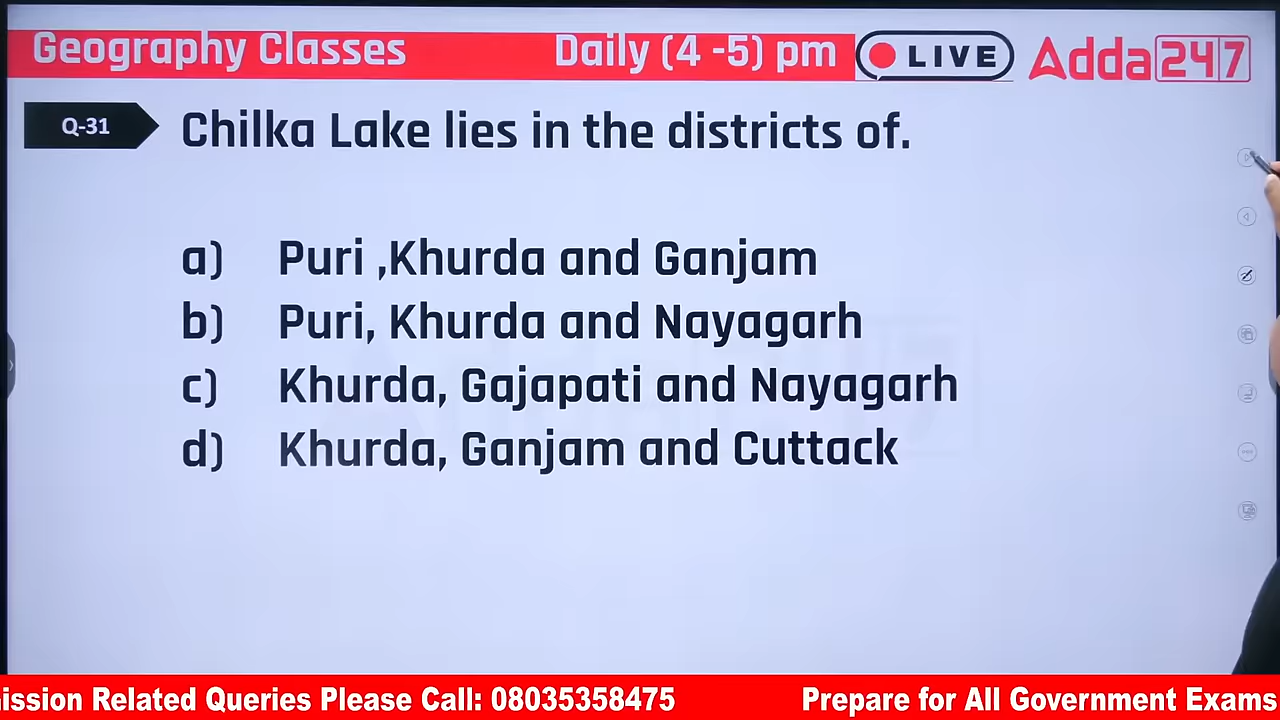 Geography Classes Daily (4 -5) pm LIVE Adda247
Q-31 Chilka Lake lies in the districts of.
a) Puri ,Khurda and Ganjam
b) Puri, Khurda and Nayagarh
c) Khurda, Gajapati and Nayagarh
d) Khurda, Ganjam and Cuttack
ission Related Queries Please Call: 08035358475 Prepare for All Government Exams